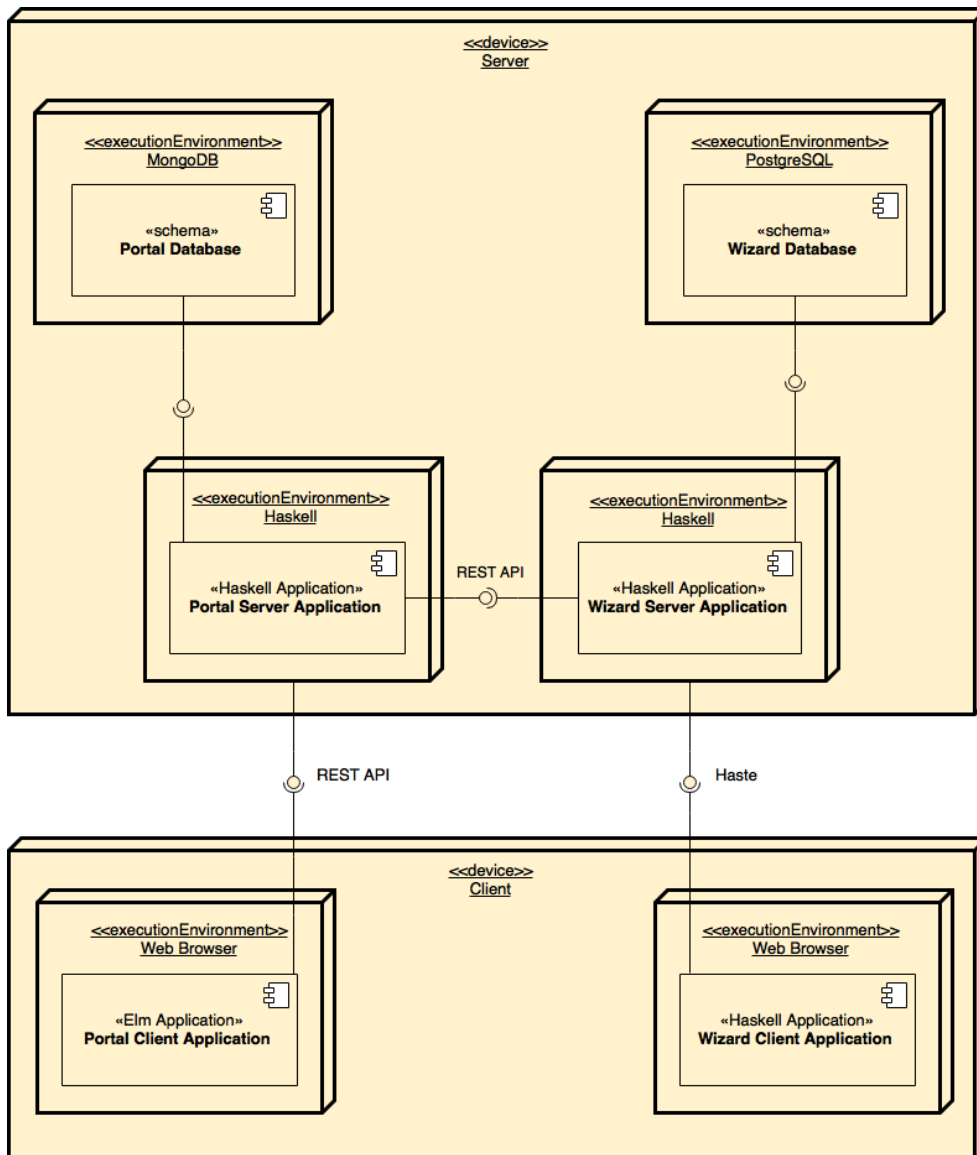 <<device>>
Server
<<executionEnvironment>>
MongoDB
«schema»
Portal Database
<<executionEnvironment>>
PostgreSQL
«schema»
Wizard Database
<<executionEnvironment>>
Haskell
«Haskell Application»
Portal Server Application
REST API
<<executionEnvironment>>
Haskell
«Haskell Application»
Wizard Server Application
REST API
Haste
<<device>>
Client
<<executionEnvironment>>
Web Browser
«Elm Application»
Portal Client Application
<<executionEnvironment>>
Web Browser
«Haskell Application»
Wizard Client Application